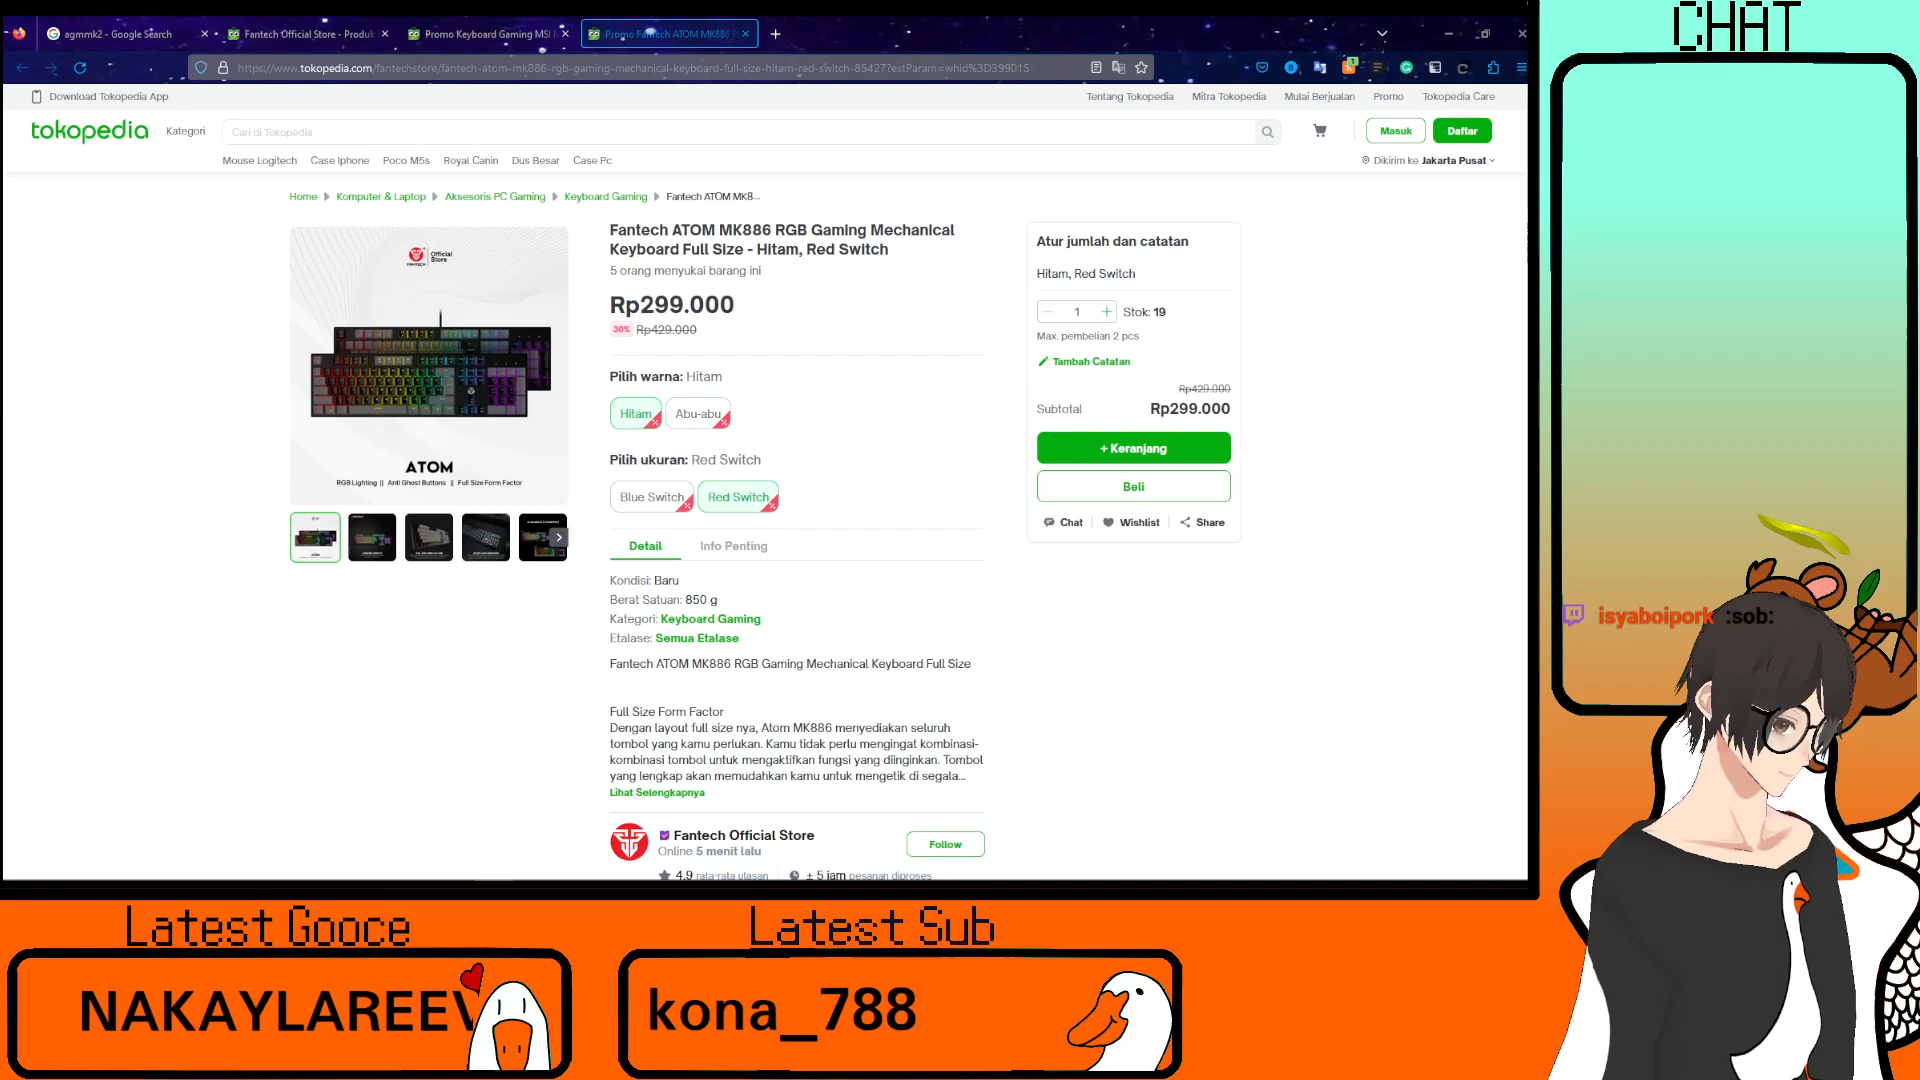 agmmk2 - Google Search
Fantech Official Store - Produk
Promo Keyboard Gaming MSI M
Promo Fantech ATOM MK886 R
https://www.tokopedia.com/fantechstore/fantech-atom-mk886-rgb-gaming-mechanical-keyboard-full-size-hitam-red-switch-85427?extParam=whid%3D399015
Download Tokopedia App
Tentang Tokopedia
Mitra Tokopedia
Mulai Berjualan
Promo
Tokopedia Care
tokopedia
Kategori
Cari di Tokopedia
Masuk
Daftar
Mouse Logitech
Case Iphone
Poco M5s
Royal Canin
Dus Besar
Case Pc
Dikirim ke Jakarta Pusat
Home
Komputer & Laptop
Aksesoris PC Gaming
Keyboard Gaming
Fantech ATOM MK8...
FANTECH
Official
Store
ATOM
RGB Lighting || Anti Ghost Buttons || Full Size Form Factor
Fantech ATOM MK886 RGB Gaming Mechanical
Keyboard Full Size - Hitam, Red Switch
5 orang menyukai barang ini
Rp299.000
30% Rp429.000
Pilih warna: Hitam
Hitam
Abu-abu
Pilih ukuran: Red Switch
Blue Switch
Red Switch
Detail
Info Penting
Kondisi: Baru
Berat Satuan: 850 g
Kategori: Keyboard Gaming
Etalase: Semua Etalase
Fantech ATOM MK886 RGB Gaming Mechanical Keyboard Full Size
Full Size Form Factor
Dengan layout full size nya, Atom MK886 menyediakan seluruh
tombol yang kamu perlukan. Kamu tidak perlu mengingat kombinasi-
kombinasi tombol untuk mengaktifkan fungsi yang diinginkan. Tombol
yang lengkap akan memudahkan kamu untuk mengetik di segala...
Lihat Selengkapnya
Fantech Official Store
Online 5 menit lalu
Follow
4.9 rata-rata ulasan
± 5 jam pesanan diproses
Atur jumlah dan catatan
Hitam, Red Switch
1
Stok: 19
Max. pembelian 2 pcs
Tambah Catatan
Rp429.000
Subtotal
Rp299.000
+ Keranjang
Beli
Chat
Wishlist
Share
CHAT
isyaboipork :sob:
Latest Gooce
NAKAYLAREEV
Latest Sub
kona_788